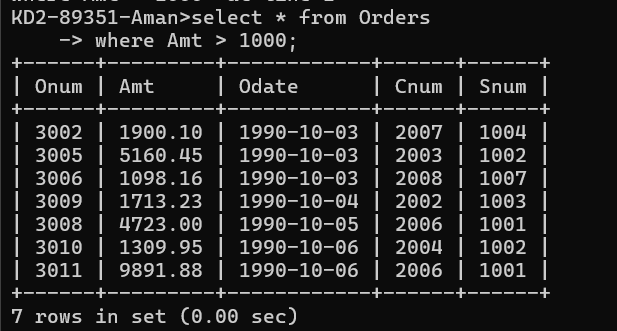 KD2-89351-Aman>select * from Orders
    -> where Amt > 1000;
+------+---------+------------+------+------+
| Onum | Amt     | Odate      | Cnum | Snum |
+------+---------+------------+------+------+
| 3002 | 1900.10 | 1990-10-03 | 2007 | 1004 |
| 3005 | 5160.45 | 1990-10-03 | 2003 | 1002 |
| 3006 | 1098.16 | 1990-10-03 | 2008 | 1007 |
| 3009 | 1713.23 | 1990-10-04 | 2002 | 1003 |
| 3008 | 4723.00 | 1990-10-05 | 2006 | 1001 |
| 3010 | 1309.95 | 1990-10-06 | 2004 | 1002 |
| 3011 | 9891.88 | 1990-10-06 | 2006 | 1001 |
+------+---------+------------+------+------+
7 rows in set (0.00 sec)